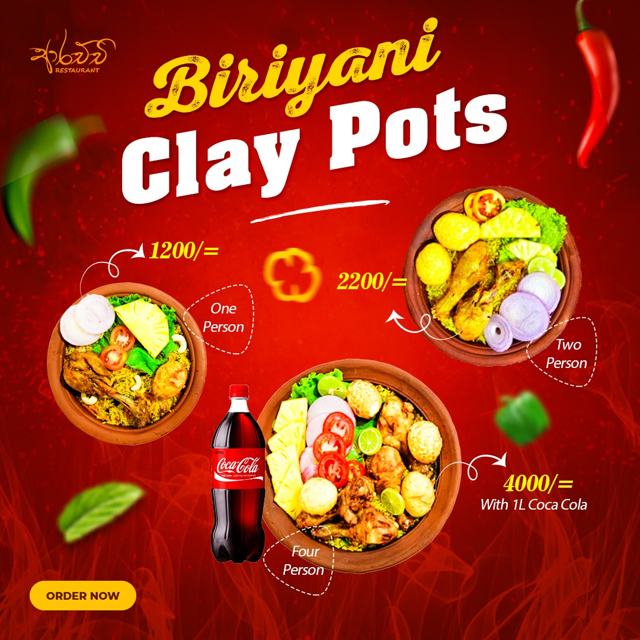 ආරච්චි
RESTAURANT
Biriyani
Clay Pots
1200/=
One
Person
2200/=
Two
Person
Coca-Cola
4000/=
With 1L Coca Cola
Four
Person
ORDER NOW